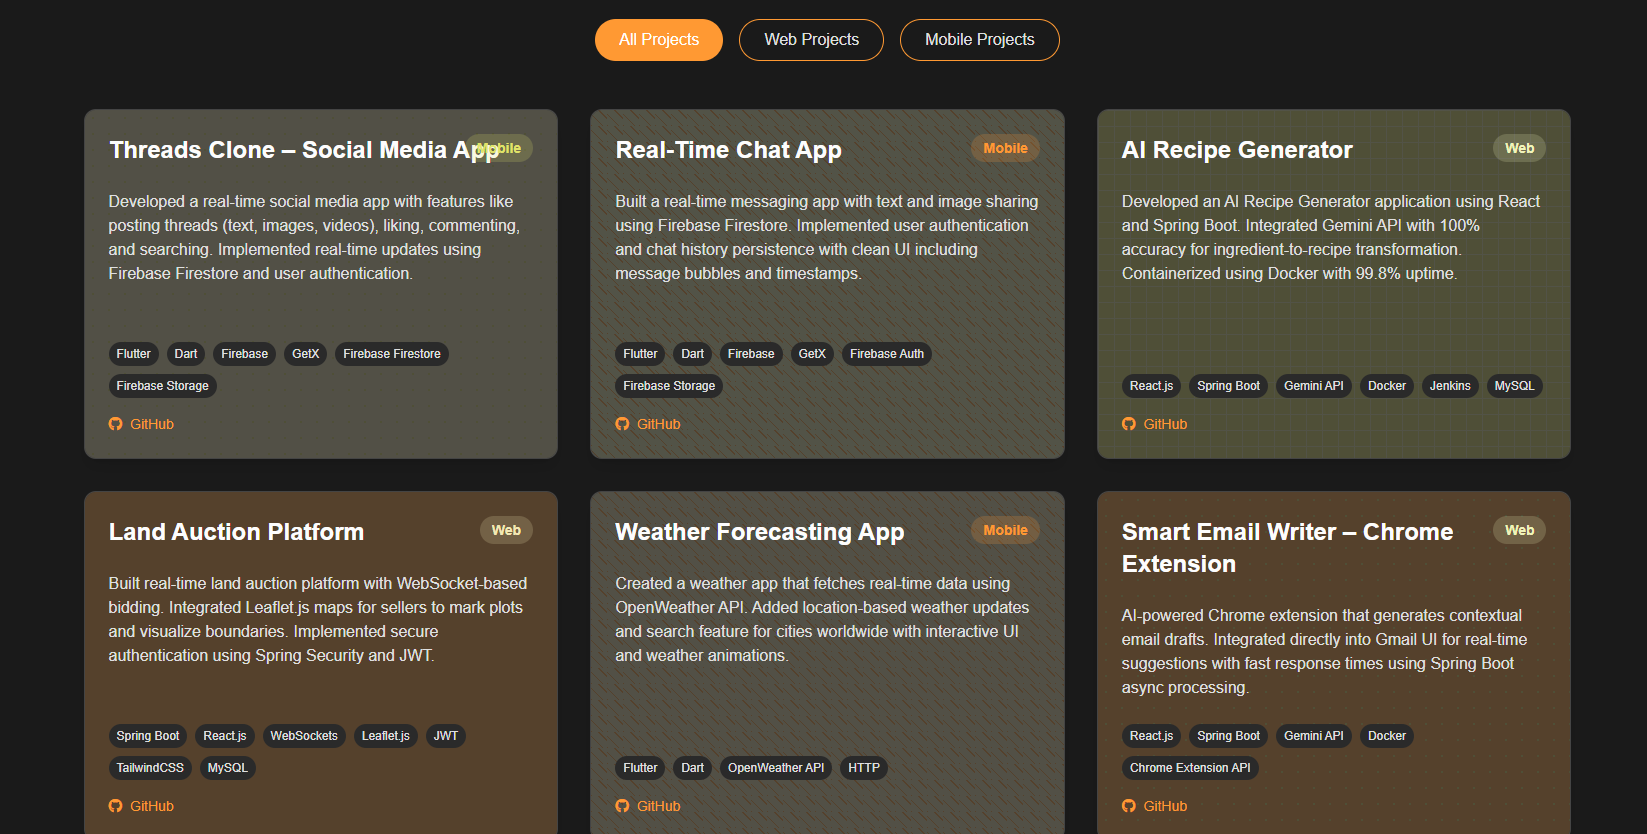 All Projects
Web Projects
Mobile Projects
Threads Clone – Social Media App
Mobile
Developed a real-time social media app with features like
posting threads (text, images, videos), liking, commenting,
and searching. Implemented real-time updates using
Firebase Firestore and user authentication.
Flutter
Dart
Firebase
GetX
Firebase Firestore
Firebase Storage
GitHub
Real-Time Chat App
Mobile
Built a real-time messaging app with text and image sharing
using Firebase Firestore. Implemented user authentication
and chat history persistence with clean UI including
message bubbles and timestamps.
Flutter
Dart
Firebase
GetX
Firebase Auth
Firebase Storage
GitHub
AI Recipe Generator
Web
Developed an AI Recipe Generator application using React
and Spring Boot. Integrated Gemini API with 100%
accuracy for ingredient-to-recipe transformation.
Containerized using Docker with 99.8% uptime.
React.js
Spring Boot
Gemini API
Docker
Jenkins
MySQL
GitHub
Land Auction Platform
Web
Built real-time land auction platform with WebSocket-based
bidding. Integrated Leaflet.js maps for sellers to mark plots
and visualize boundaries. Implemented secure
authentication using Spring Security and JWT.
Spring Boot
React.js
WebSockets
Leaflet.js
JWT
TailwindCSS
MySQL
GitHub
Weather Forecasting App
Mobile
Created a weather app that fetches real-time data using
OpenWeather API. Added location-based weather updates
and search feature for cities worldwide with interactive UI
and weather animations.
Flutter
Dart
OpenWeather API
HTTP
GitHub
Smart Email Writer – Chrome
Extension
Web
AI-powered Chrome extension that generates contextual
email drafts. Integrated directly into Gmail UI for real-time
suggestions with fast response times using Spring Boot
async processing.
React.js
Spring Boot
Gemini API
Docker
Chrome Extension API
GitHub